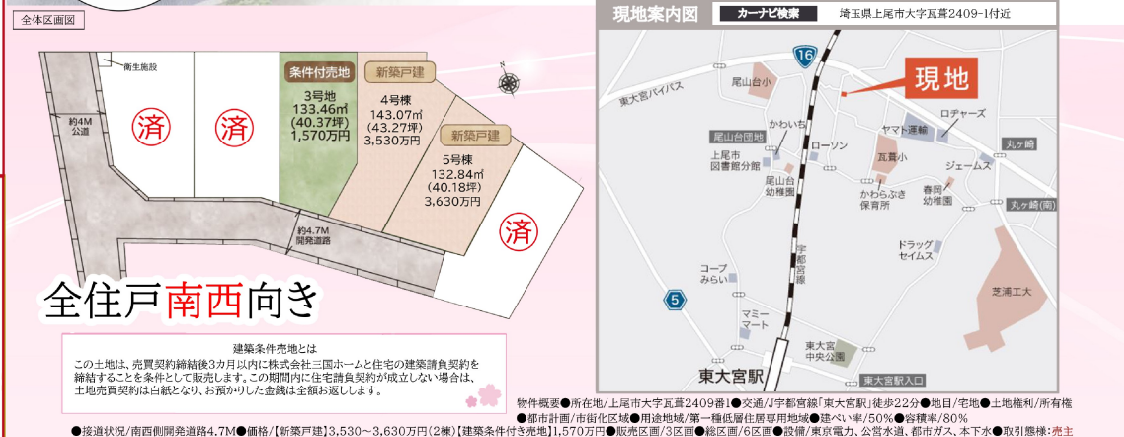 全体区画図
衛生施設
約4M
公道
済
済
条件付売地
3号地
133.46㎡
(40.37坪)
1,570万円
新築戸建
4号棟
143.07㎡
(43.27坪)
3,530万円
新築戸建
5号棟
132.84㎡
(40.18坪)
3,630万円
済
約4.7M
開発道路
N
全住戸南西向き
建築条件売地とは
この土地は、売買契約締結後3カ月以内に株式会社三国ホームと住宅の建築請負契約を
締結することを条件として販売します。この期間内に住宅請負契約が成立しない場合は、
土地売買契約は白紙となり、お預かりした金銭は全額お返しします。
現地案内図
カーナビ検索
埼玉県上尾市大字瓦葺2409-1付近
16
東大宮バイパス
尾山台小
現地
ロヂャーズ
かわいち
ヤマト運輸
尾山台団地
ローソン
丸ヶ崎
上尾市
図書館分館
瓦葺小
ジェームス
尾山台
幼稚園
かわらぶき
保育所
春岡
幼稚園
丸ヶ崎(南)
宇都宮線
ドラッグ
セイムス
コープ
みらい
5
芝浦工大
マミー
マート
東大宮
中央公園
東大宮駅
東大宮駅入口
物件概要●所在地/上尾市大字瓦葺2409番1●交通/宇都宮線「東大宮駅」徒歩22分●地目/宅地●土地権利/所有権
●都市計画/市街化区域●用途地域/第一種低層住居専用地域●建ぺい率/50%●容積率/80%
●接道状況/南西側開発道路4.7M●価格/【新築戸建】3,530～3,630万円(2棟)【建築条件付き売地】1,570万円●販売区画/3区画●総区画/6区画●設備/東京電力、公営水道、都市ガス、本下水●取引態様:売主